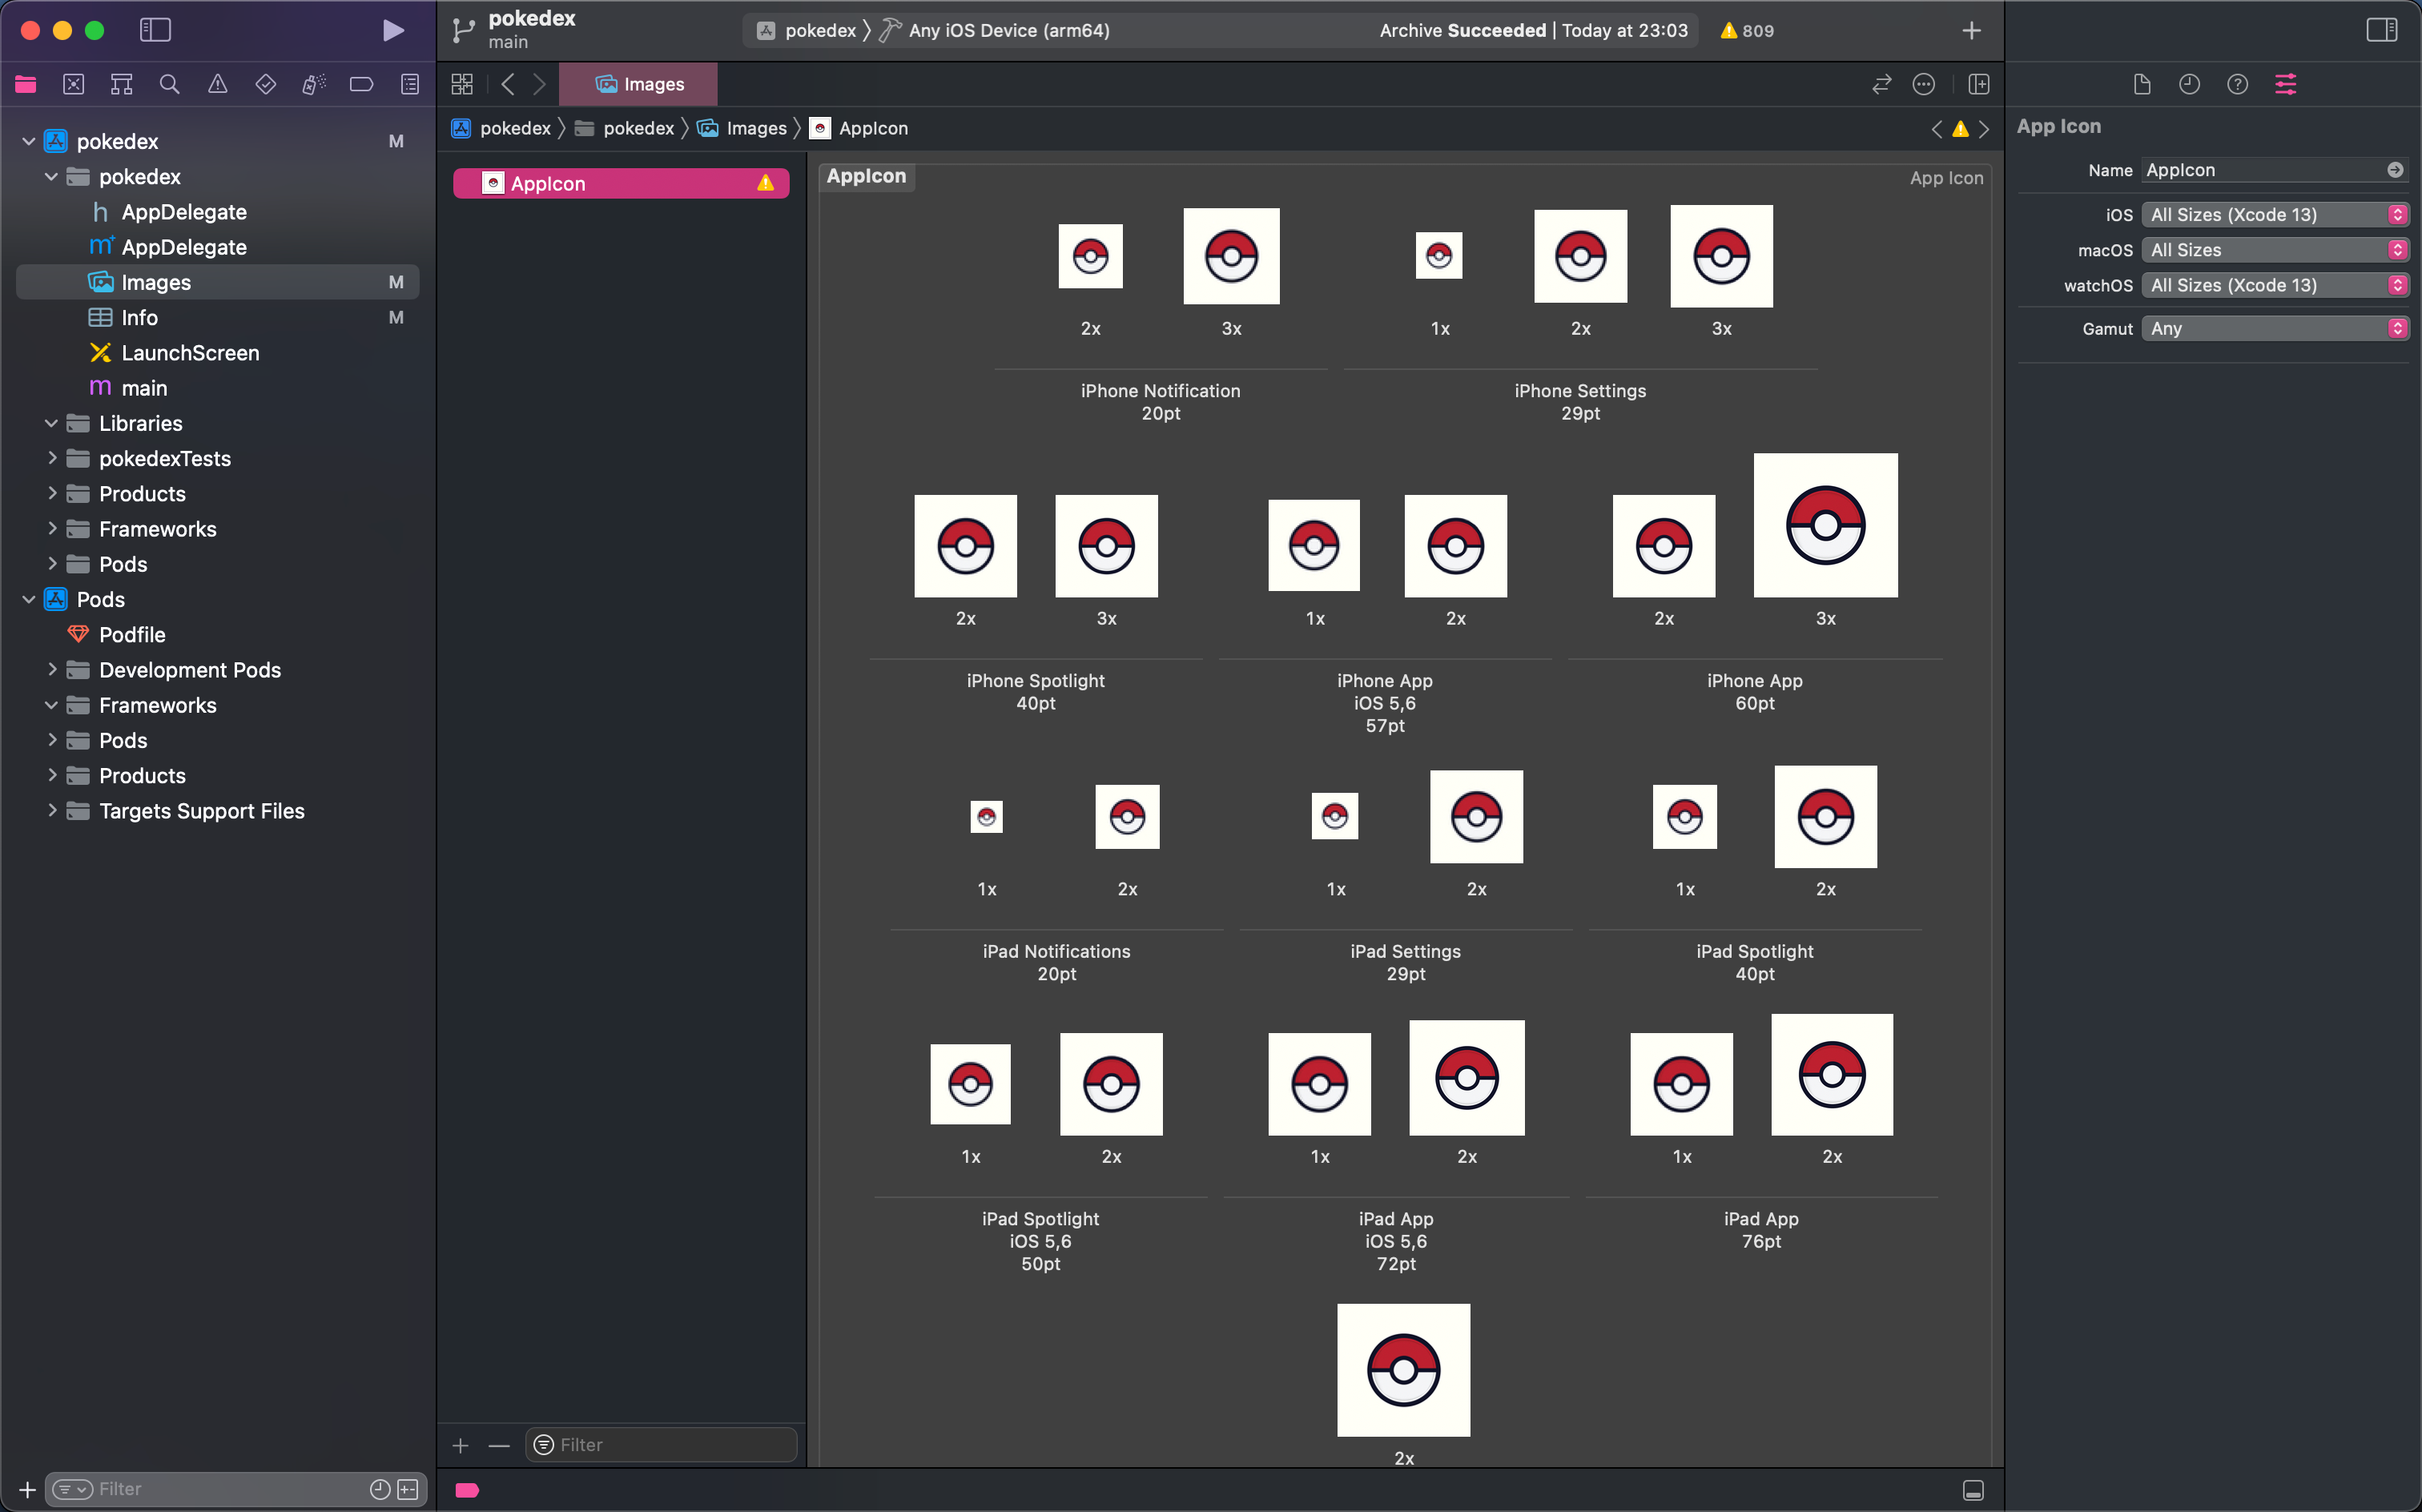 pokedex
main
pokedex
Any iOS Device (arm64)
Archive Succeeded | Today at 23:03
809
Images
pokedex M
pokedex
h AppDelegate
m+ AppDelegate
Images M
Info M
LaunchScreen
m main
Libraries
pokedexTests
Products
Frameworks
Pods
Pods
Podfile
Development Pods
Frameworks
Pods
Products
Targets Support Files
Filter
pokedex
pokedex
Images
AppIcon
AppIcon
Filter
AppIcon
App Icon
2x 3x 1x 2x 3x
iPhone Notification
20pt
iPhone Settings
29pt
2x 3x 1x 2x 2x 3x
iPhone Spotlight
40pt
iPhone App
iOS 5,6
57pt
iPhone App
60pt
1x 2x 1x 2x 1x 2x
iPad Notifications
20pt
iPad Settings
29pt
iPad Spotlight
40pt
1x 2x 1x 2x 1x 2x
iPad Spotlight
iOS 5,6
50pt
iPad App
iOS 5,6
72pt
iPad App
76pt
2x
App Icon
Name AppIcon
iOS All Sizes (Xcode 13)
macOS All Sizes
watchOS All Sizes (Xcode 13)
Gamut Any